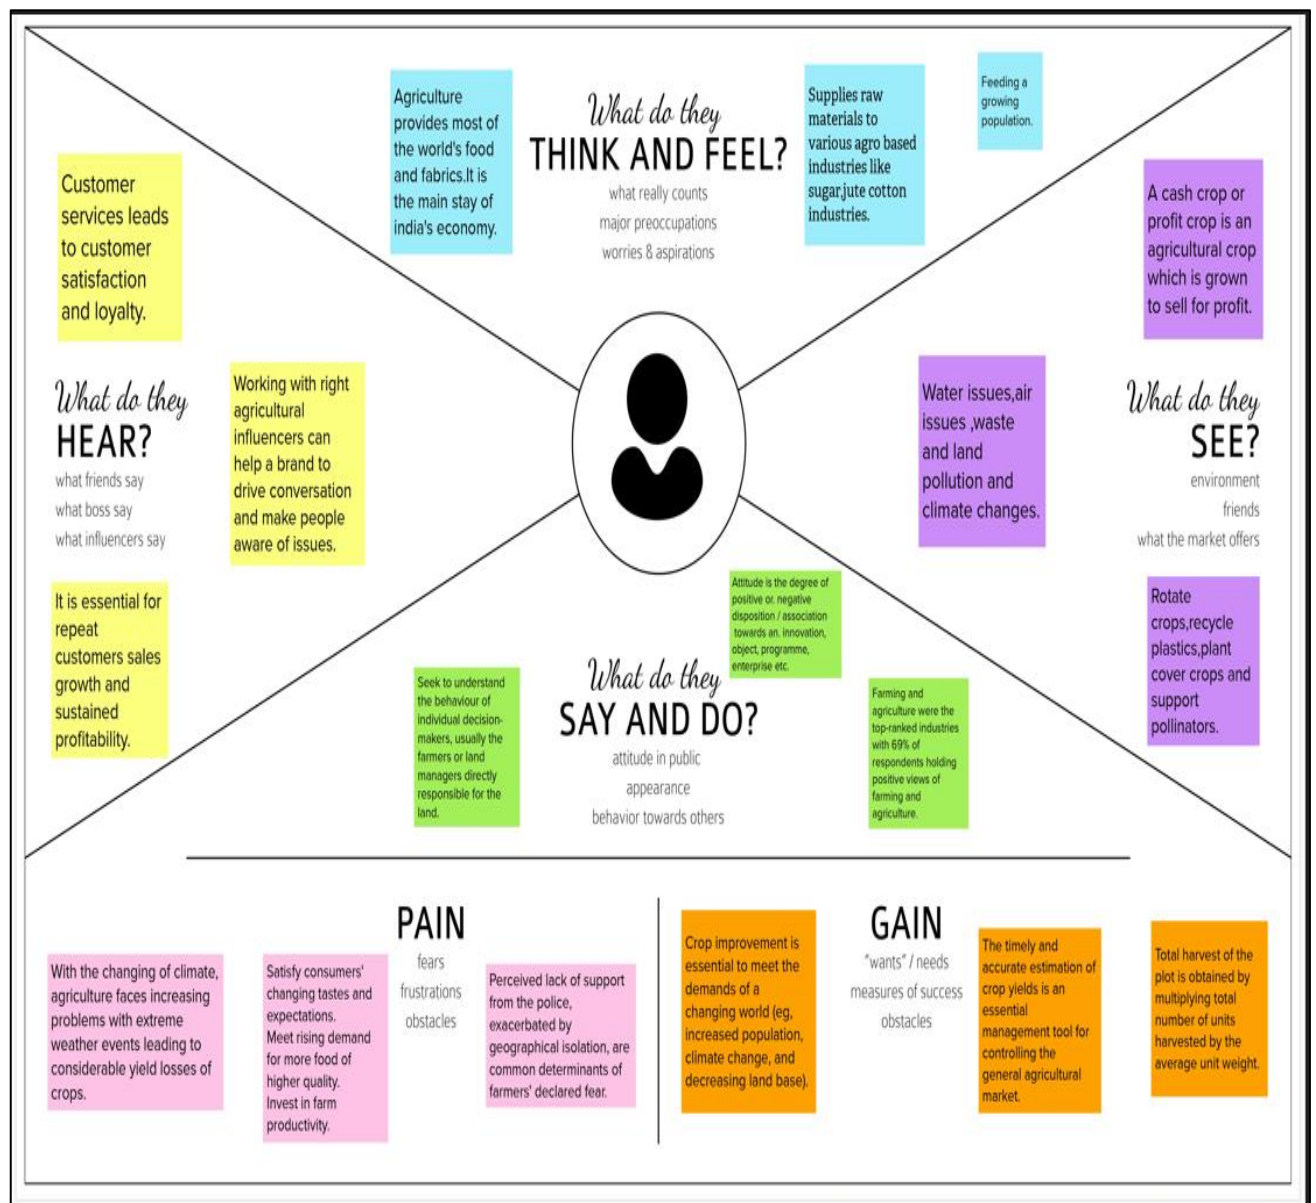 What do they
THINK AND FEEL?
what really counts
major preoccupations
worries & aspirations
Agriculture
provides most of
the world's food
and fabrics.It is
the main stay of
india's economy.
Supplies raw
materials to
various agro based
industries like
sugar,jute cotton
industries.
Feeding a
growing
population.
Customer
services leads
to customer
satisfaction
and loyalty.
What do they
HEAR?
what friends say
what boss say
what influencers say
Working with right
agricultural
influencers can
help a brand to
drive conversation
and make people
aware of issues.
It is essential for
repeat
customers sales
growth and
sustained
profitability.
A cash crop or
profit crop is an
agricultural crop
which is grown
to sell for profit.
Water issues,air
issues ,waste
and land
pollution and
climate changes.
What do they
SEE?
environment
friends
what the market offers
Rotate
crops,recycle
plastics,plant
cover crops and
support
pollinators.
Attitude is the degree of
positive or. negative
disposition / association
towards an. innovation,
object, programme,
enterprise etc.
What do they
SAY AND DO?
attitude in public
appearance
behavior towards others
Seek to understand
the behaviour of
individual decision-
makers, usually the
farmers or land
managers directly
responsible for the
land.
Farming and
agriculture were the
top-ranked industries
with 69% of
respondents holding
positive views of
farming and
agriculture.
PAIN
fears
frustrations
obstacles
With the changing of climate,
agriculture faces increasing
problems with extreme
weather events leading to
considerable yield losses of
crops.
Satisfy consumers'
changing tastes and
expectations.
Meet rising demand
for more food of
higher quality.
Invest in farm
productivity.
Perceived lack of support
from the police,
exacerbated by
geographical isolation, are
common determinants of
farmers' declared fear.
GAIN
"wants" / needs
measures of success
obstacles
Crop improvement is
essential to meet the
demands of a
changing world (eg,
increased population,
climate change, and
decreasing land base).
The timely and
accurate estimation of
crop yields is an
essential
management tool for
controlling the
general agricultural
market.
Total harvest of the
plot is obtained by
multiplying total
number of units
harvested by the
average unit weight.